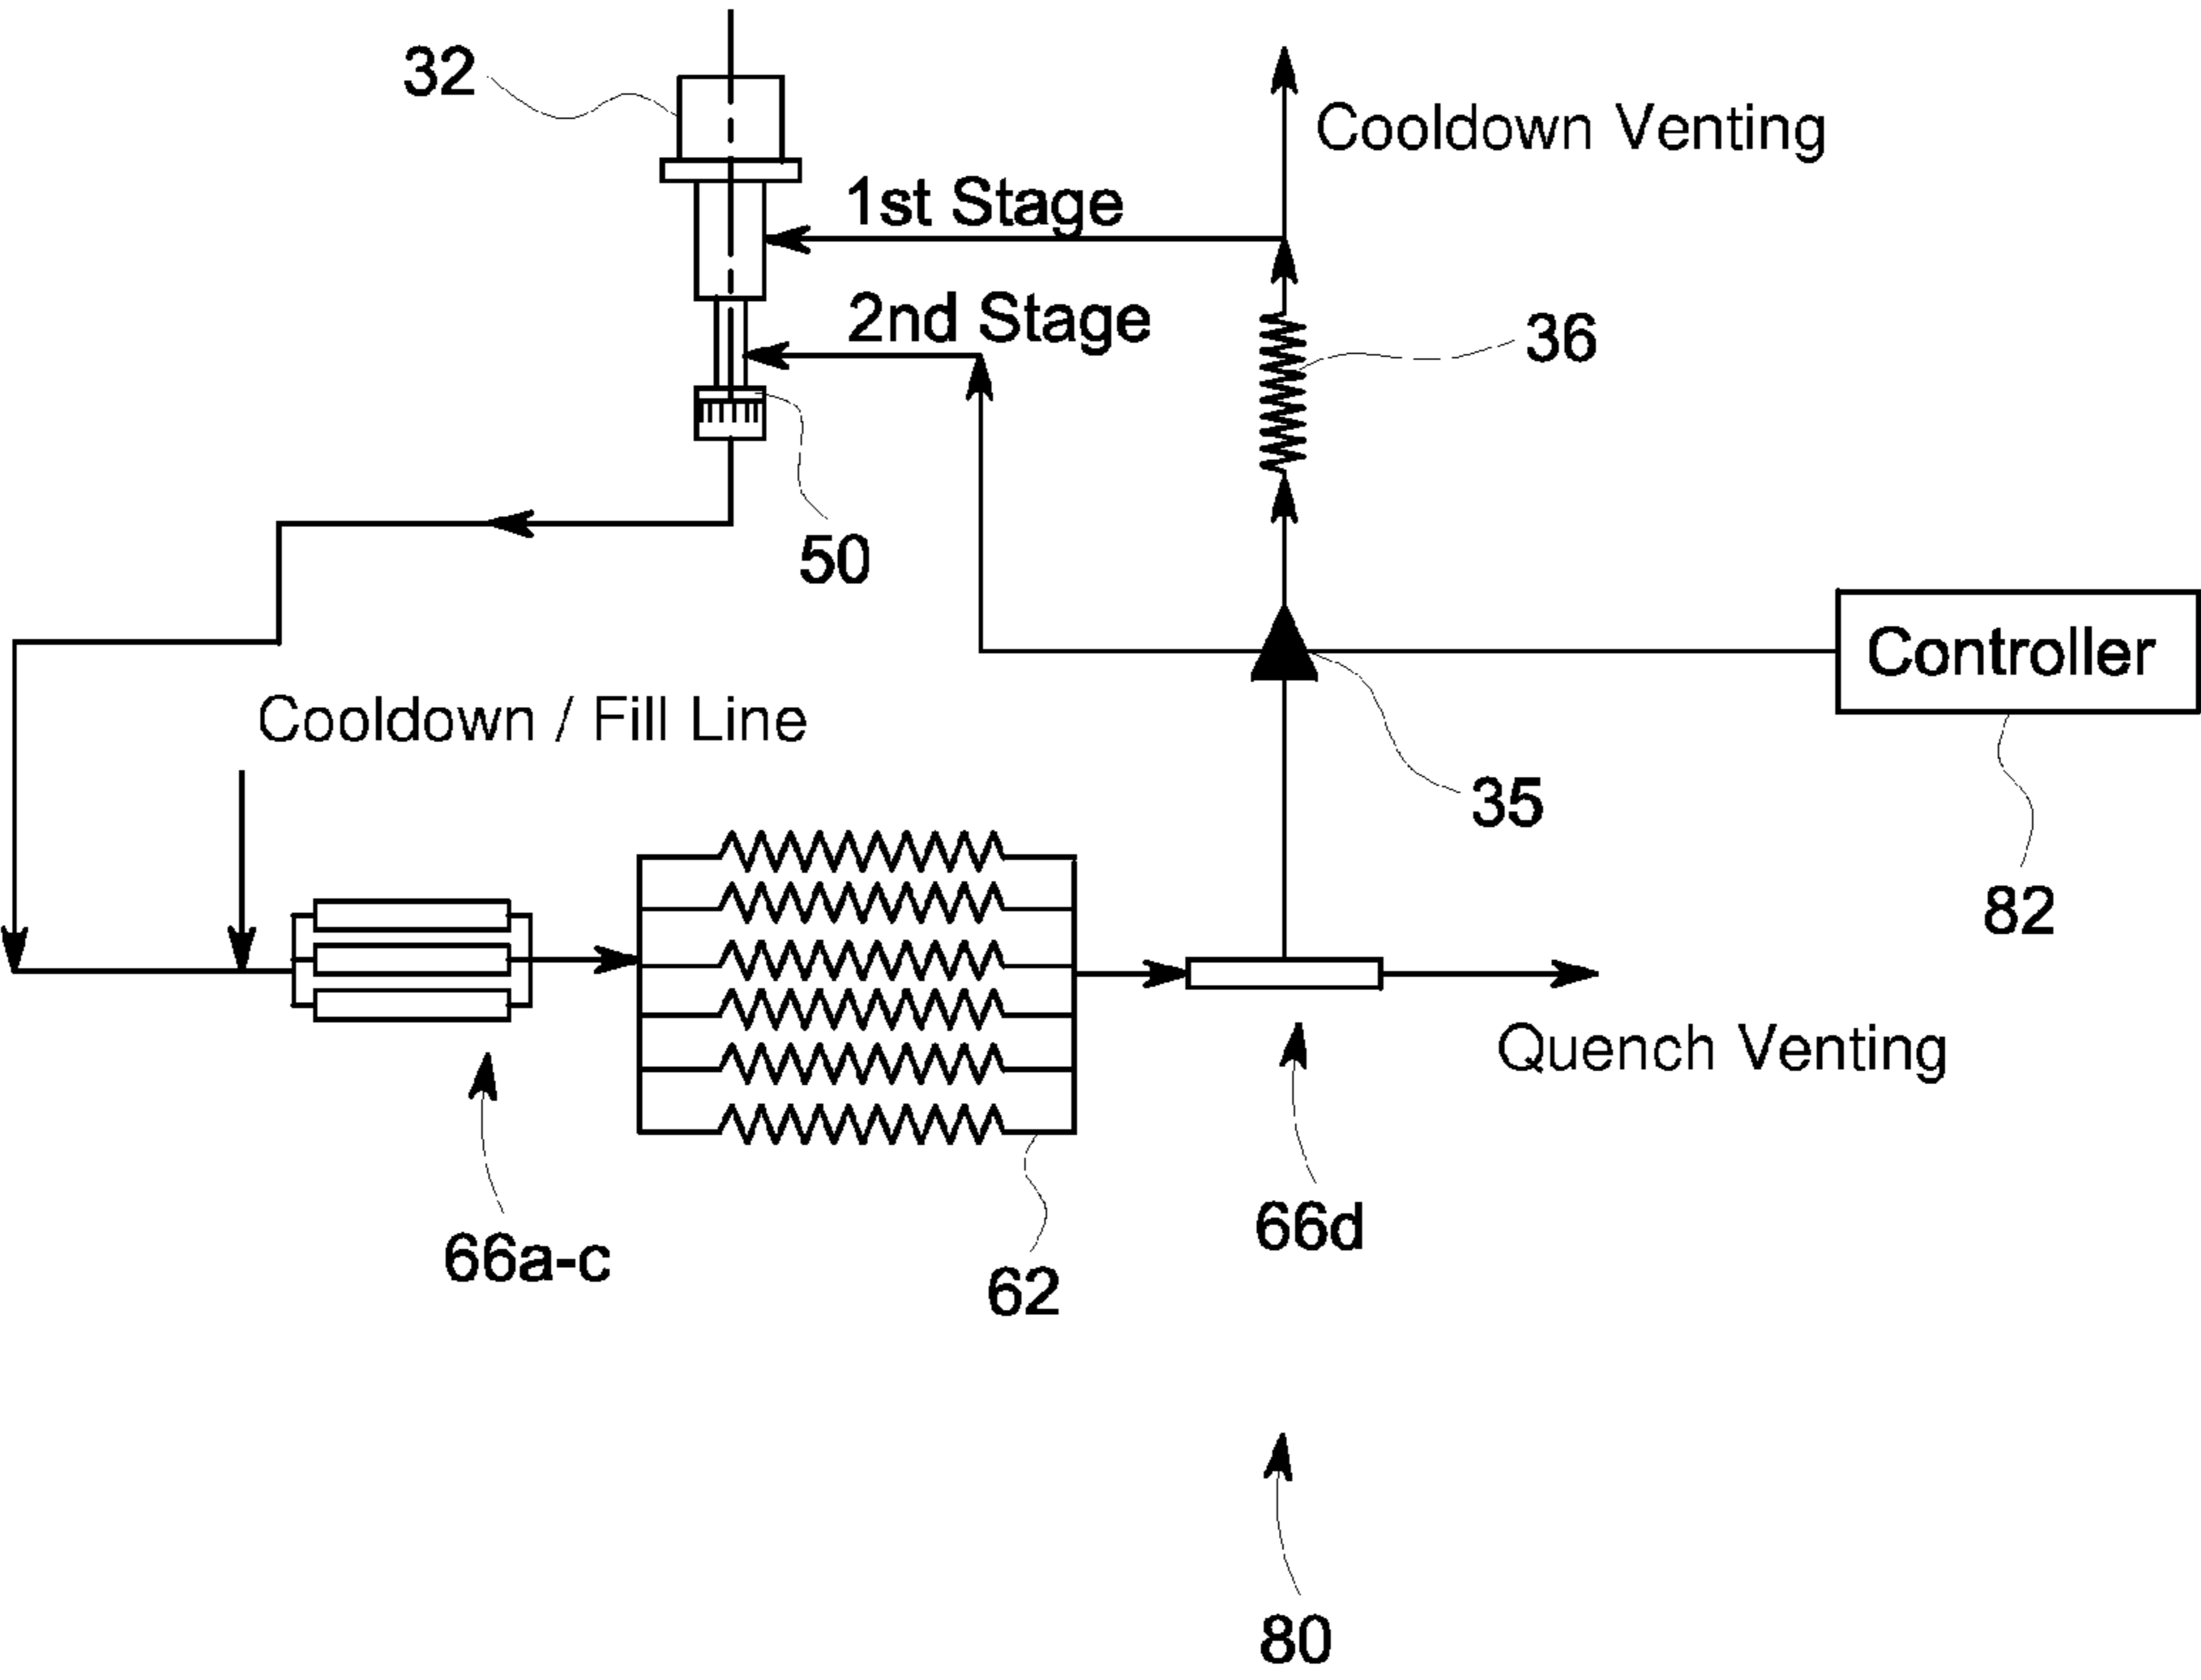 32
Cooldown Venting
1st Stage
2nd Stage
36
50
Controller
Cooldown / Fill Line
35
82
Quench Venting
66d
66a-c
62
80